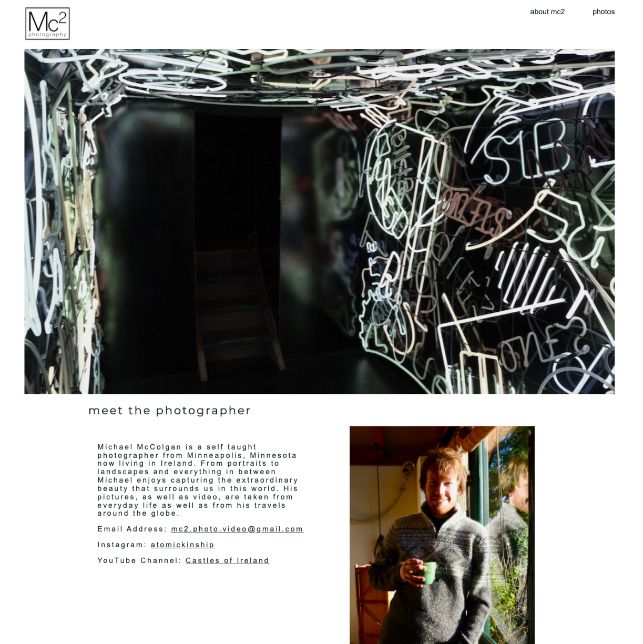 Mc2
photography
about mc2
photos
meet the photographer
Michael McColgan is a self taught
photographer from Minneapolis, Minnesota
now living in Ireland. From portraits to
landscapes and everything in between
Michael enjoys capturing the extraordinary
beauty that surrounds us in this world. His
pictures, as well as video, are taken from
everyday life as well as from his travels
around the globe.
Email Address: mc2.photo.video@gmail.com
Instagram: atomickinship
YouTube Channel: Castles of Ireland